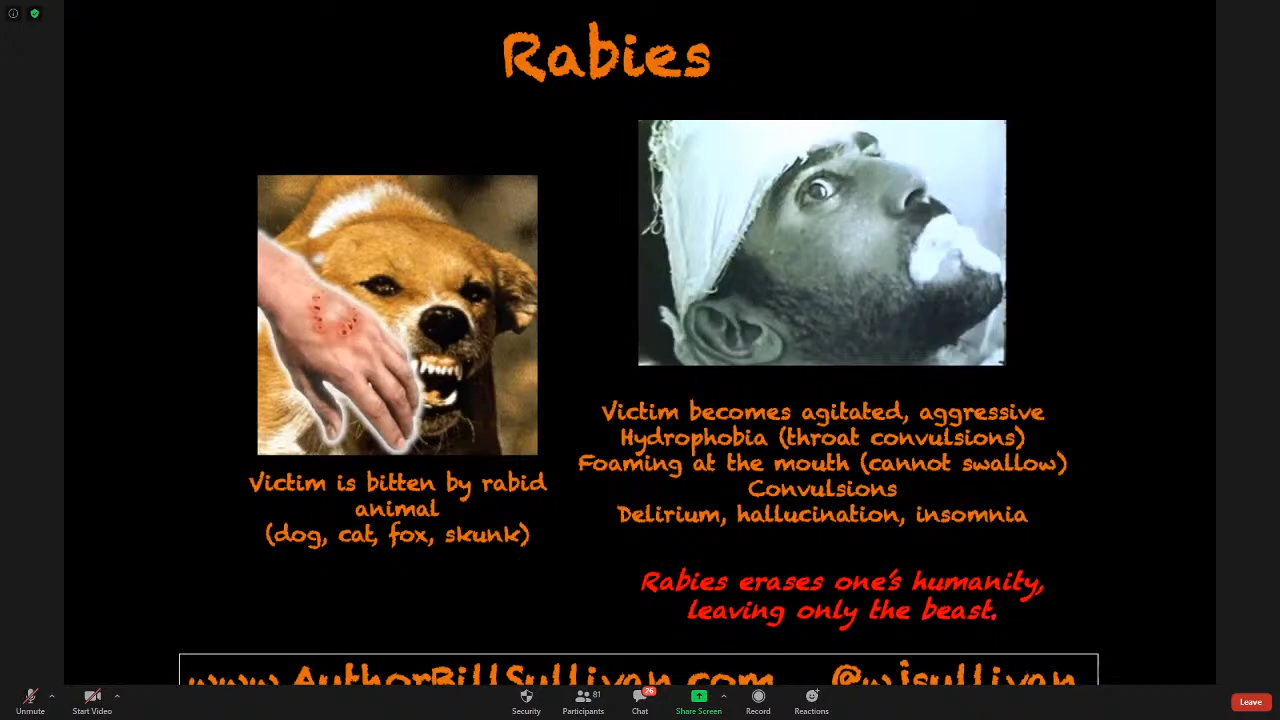 Rabies
Victim is bitten by rabid
animal
(dog, cat, fox, skunk)
Victim becomes agitated, aggressive
Hydrophobia (throat convulsions)
Foaming at the mouth (cannot swallow)
Convulsions
Delirium, hallucination, insomnia
Rabies erases one's humanity,
leaving only the beast.
www.AuthorBillSullivan.com @wjsullivan
Unmute
Start Video
Security
Participants
81
Chat
26
Share Screen
Record
Reactions
Leave